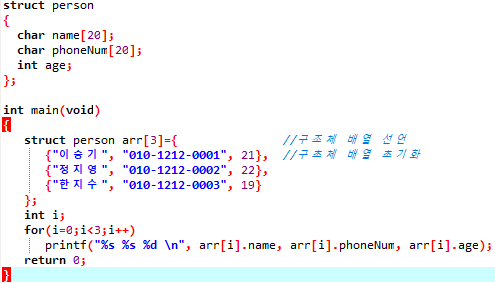 struct person
{
char name[20];
char phoneNum[20];
int age;
};
int main(void)
{
struct person arr[3]={ //구조체 배열 선언
{"이승기", "010-1212-0001", 21}, //구조체 배열 초기화
{"정지영", "010-1212-0002", 22},
{"한지수", "010-1212-0003", 19}
};
int i;
for(i=0;i<3;i++)
printf("%s %s %d \n", arr[i].name, arr[i].phoneNum, arr[i].age);
return 0;
}